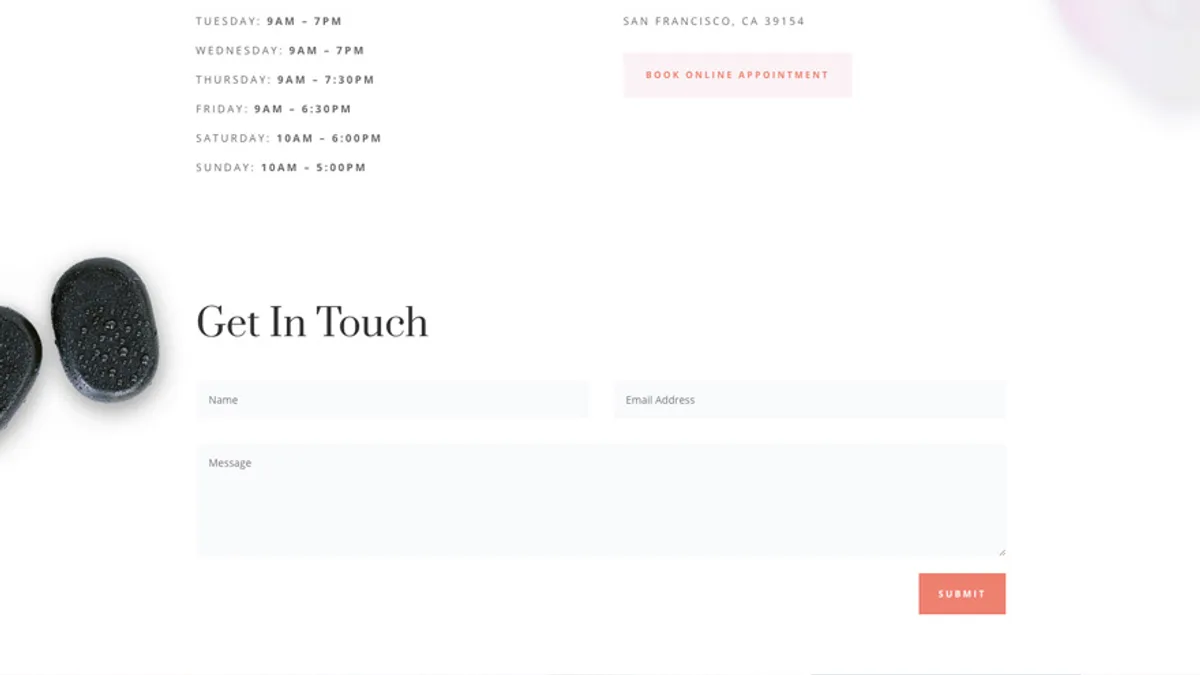 TUESDAY: 9AM – 7PM
WEDNESDAY: 9AM – 7PM
THURSDAY: 9AM – 7:30PM
FRIDAY: 9AM – 6:30PM
SATURDAY: 10AM – 6:00PM
SUNDAY: 10AM – 5:00PM
SAN FRANCISCO, CA 39154
BOOK ONLINE APPOINTMENT
Get In Touch
Name
Email Address
Message
SUBMIT